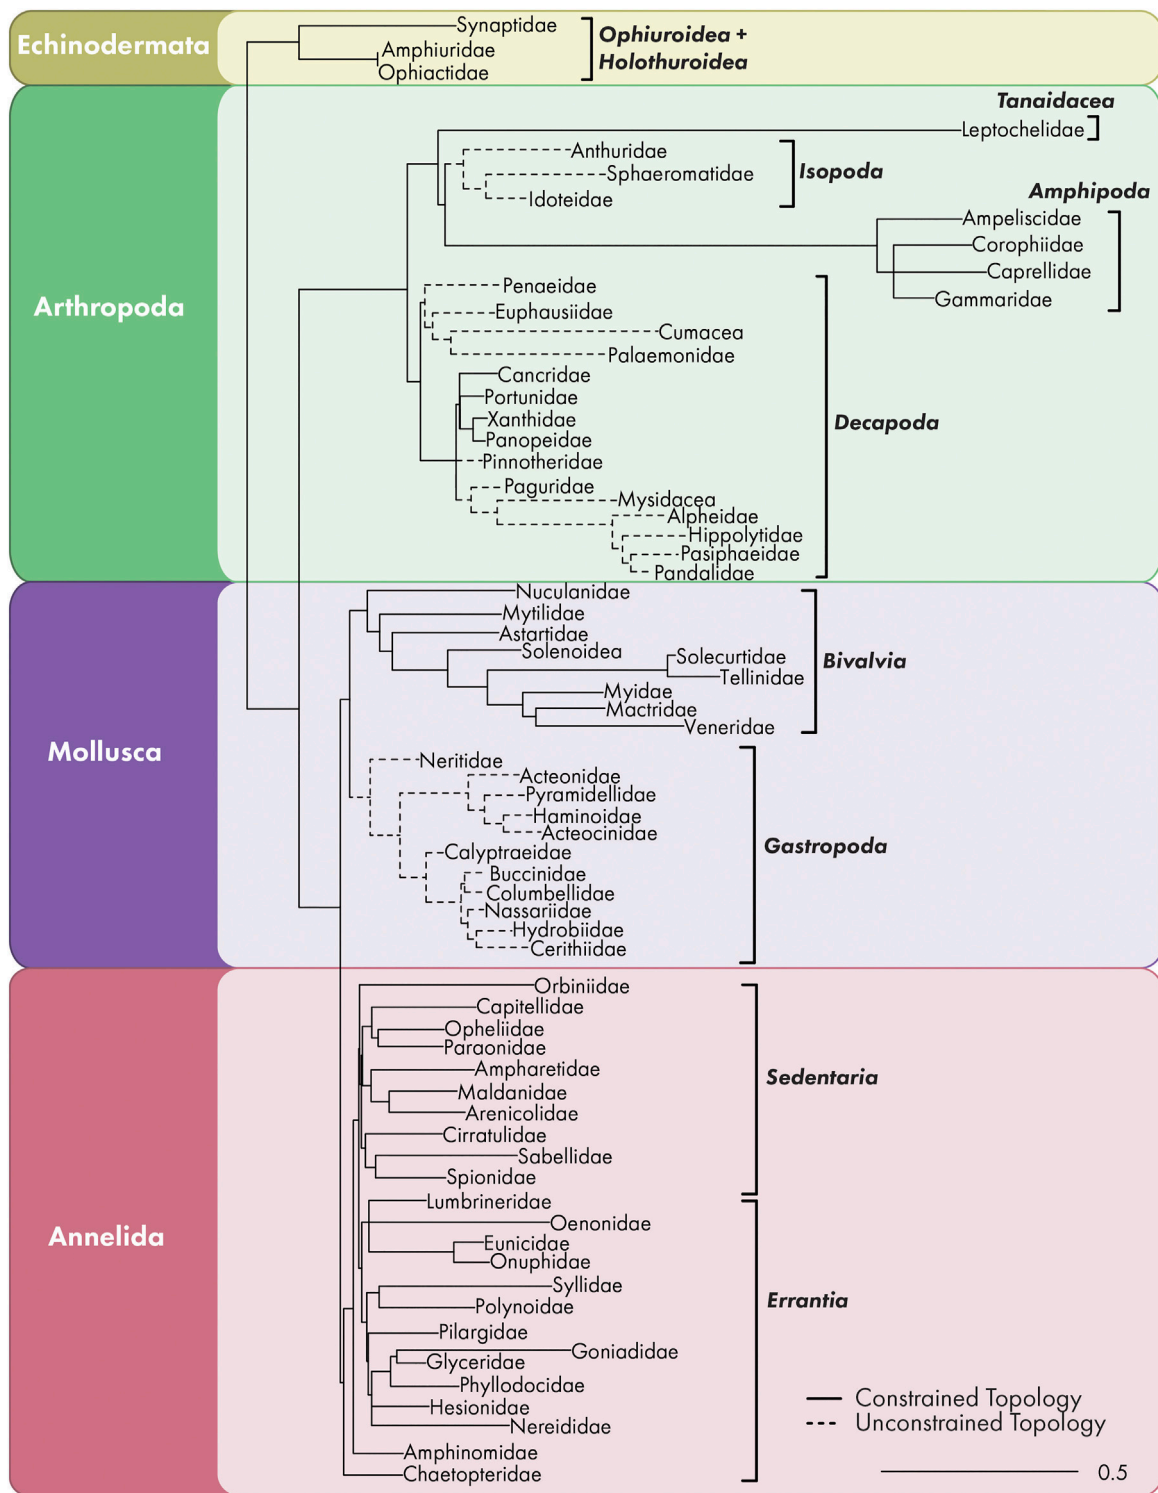 Echinodermata
Synaptidae
Amphiuridae
Ophiactidae
Ophiuroidea +
Holothuroidea
Arthropoda
Tanaidacea
Leptochelidae
Anthuridae
Sphaeromatidae
Idoteidae
Isopoda
Amphipoda
Ampeliscidae
Corophiidae
Caprellidae
Gammaridae
Penaeidae
Euphausiidae
Cumacea
Palaemonidae
Cancridae
Portunidae
Xanthidae
Panopeidae
Pinnotheridae
Paguridae
Mysidacea
Alpheidae
Hippolytidae
Pasiphaeidae
Pandalidae
Decapoda
Mollusca
Nuculanidae
Mytilidae
Astartidae
Solenoidea
Solecurtidae
Tellinidae
Myidae
Mactridae
Veneridae
Bivalvia
Neritidae
Acteonidae
Pyramidellidae
Haminoidae
Acteocinidae
Calyptraeidae
Buccinidae
Columbellidae
Nassariidae
Hydrobiidae
Cerithiidae
Gastropoda
Annelida
Orbiniidae
Capitellidae
Opheliidae
Paraonidae
Ampharetidae
Maldanidae
Arenicolidae
Cirratulidae
Sabellidae
Spionidae
Sedentaria
Lumbrineridae
Oenonidae
Eunicidae
Onuphidae
Syllidae
Polynoidae
Pilargidae
Goniadidae
Glyceridae
Phyllodocidae
Hesionidae
Nereididae
Amphinomidae
Chaetopteridae
Errantia
Constrained Topology
Unconstrained Topology
0.5